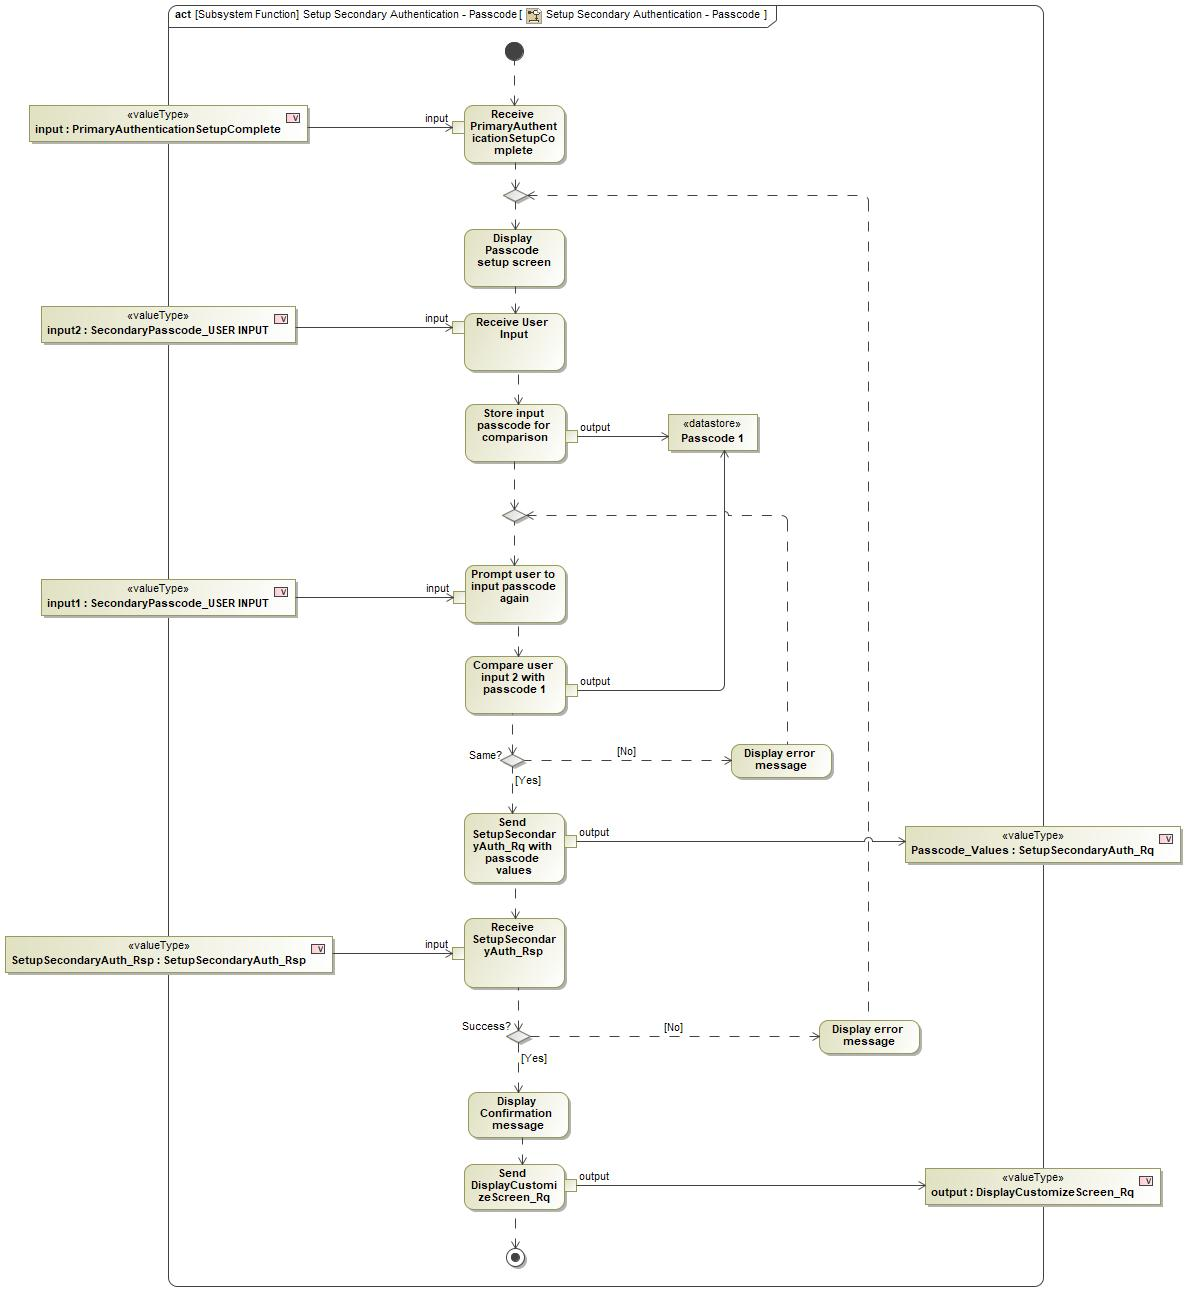 act [Subsystem Function] Setup Secondary Authentication - Passcode [ Setup Secondary Authentication - Passcode ]
«valueType»
input : PrimaryAuthenticationSetupComplete
v
input
Receive
PrimaryAuthent
icationSetupCo
mplete
Display
Passcode
setup screen
«valueType»
input2 : SecondaryPasscode_USER INPUT
v
input
Receive User
Input
Store input
passcode for
comparison
output
«datastore»
Passcode 1
«valueType»
input1 : SecondaryPasscode_USER INPUT
v
input
Prompt user to
input passcode
again
Compare user
input 2 with
passcode 1
output
Same?
[No]
Display error
message
[Yes]
Send
SetupSecondar
yAuth_Rq with
passcode
values
output
«valueType»
Passcode_Values : SetupSecondaryAuth_Rq
v
«valueType»
SetupSecondaryAuth_Rsp : SetupSecondaryAuth_Rsp
v
input
Receive
SetupSecondar
yAuth_Rsp
Success?
[No]
Display error
message
[Yes]
Display
Confirmation
message
Send
DisplayCustomi
zeScreen_Rq
output
«valueType»
output : DisplayCustomizeScreen_Rq
v